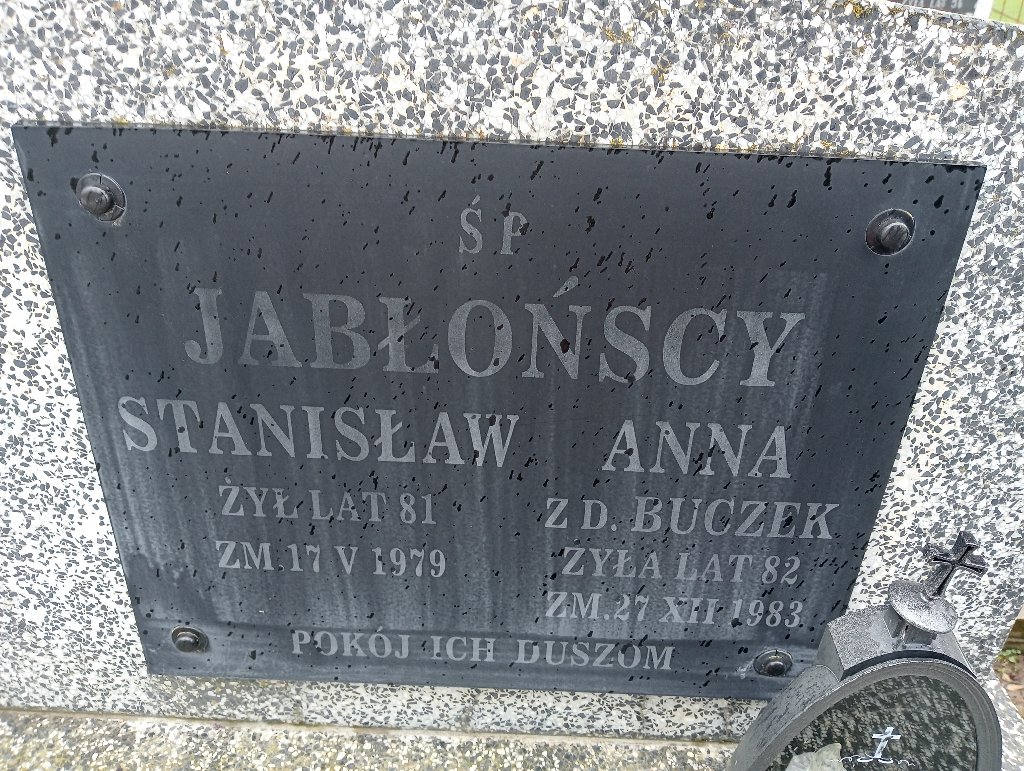 Ś P
JABŁOŃSCY
STANISŁAW ANNA
ŻYŁ LAT 81 Z D. BUCZEK
ZM. 17 V 1979 ŻYŁA LAT 82
ZM. 27 XII 1983
POKÓJ ICH DUSZOM